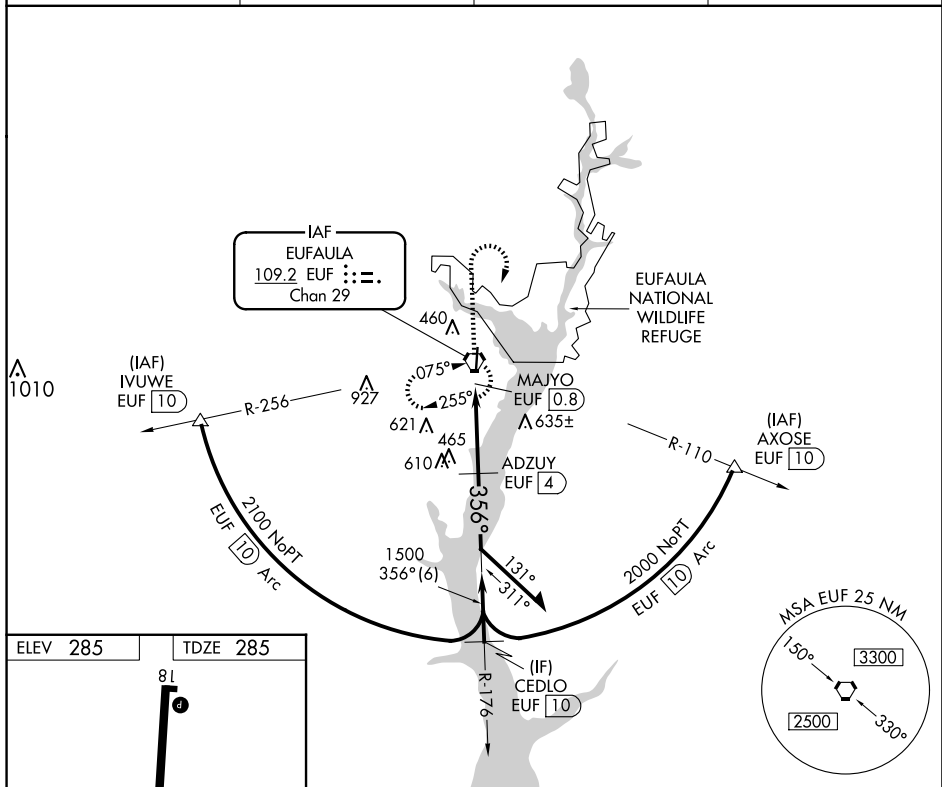 IAF
EUFAULA
109.2 EUF
Chan 29
EUFAULA
NATIONAL
WILDLIFE
REFUGE
460
1010
(IAF)
IVUWE
EUF 10
R-256
927
075°
255°
MAJYO
EUF 0.8
621
635±
465
610
ADZUY
EUF 4
R-110
(IAF)
AXOSE
EUF 10
356°
2100 NoPT
EUF 10 Arc
1500
356° (6)
131°
311°
2000 NoPT
EUF 10 Arc
(IF)
CEDLO
EUF 10
R-176
MSA EUF 25 NM
150°
3300
2500
330°
ELEV 285
TDZE 285
18
P